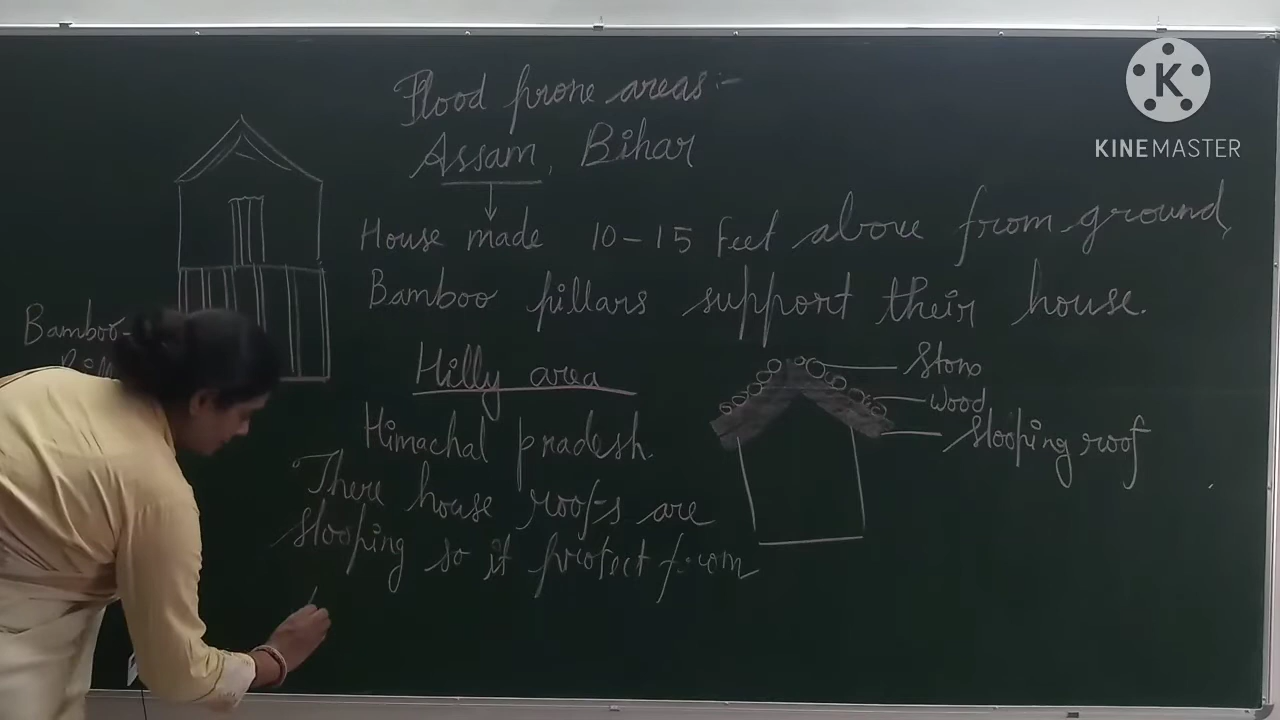 Flood prone areas:-
Assam, Bihar
House made 10-15 Feet above from ground,
Bamboo pillars support their house.
Bamboo-
Hilly area
Himachal pradesh.
There house roofs are
slooping so it protect from
Stons
Wood
Slooping roof
K
KINEMASTER